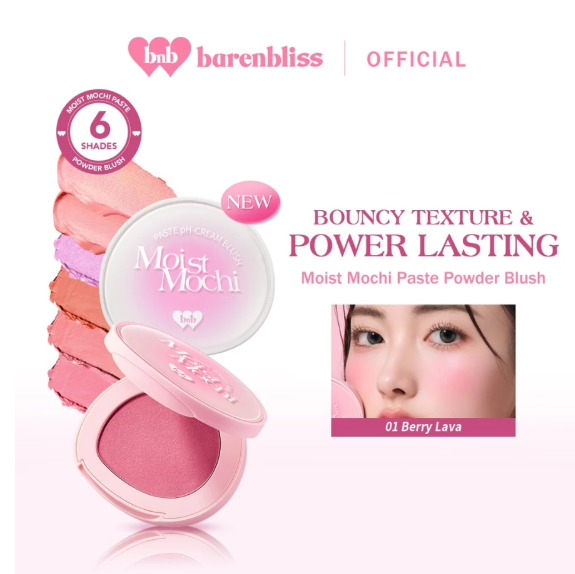 bnb barenbliss OFFICIAL
MOIST MOCHI PASTE
6
SHADES
POWDER BLUSH
NEW
PASTE pH-CREAM BLUSH
Moist
Mochi
bnb
BOUNCY TEXTURE &
POWER LASTING
Moist Mochi Paste Powder Blush
01 Berry Lava